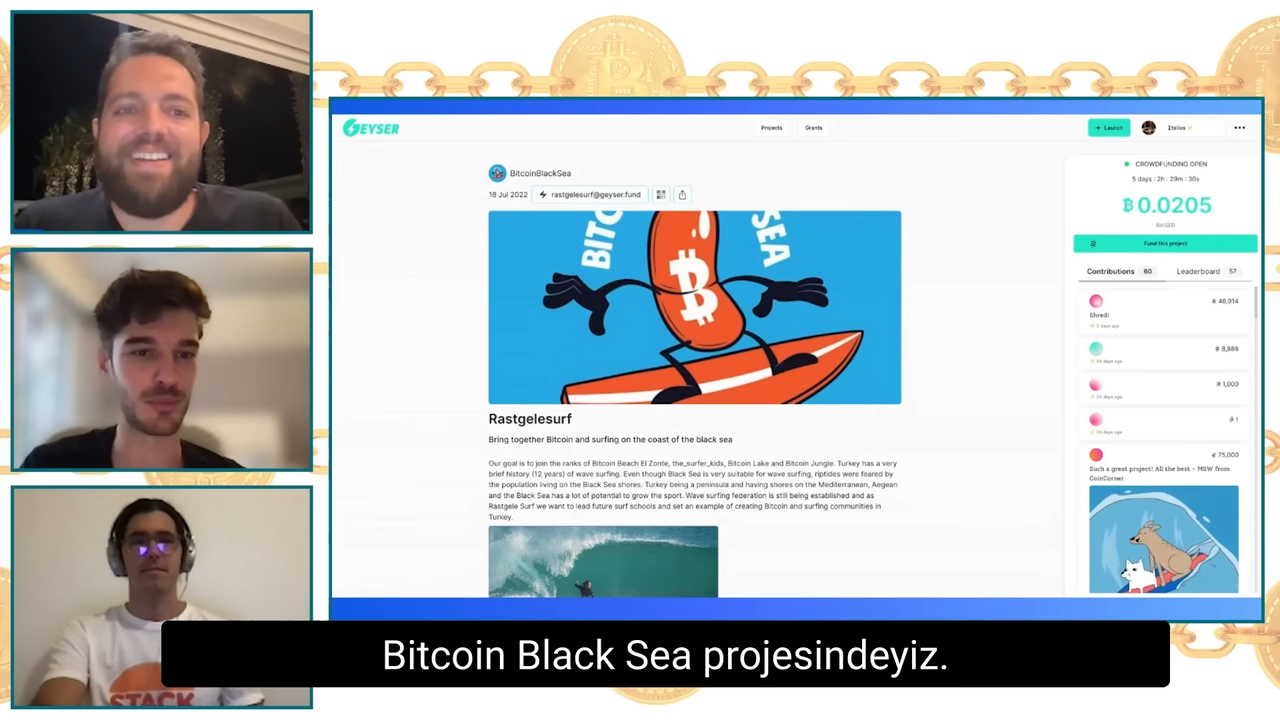 GEYSER
Projects
Grants
+ Launch
Σtelios ⚡
BitcoinBlackSea
18 Jul 2022
rastgelesurf@geyser.fund
BITC
SEA
₿
Rastgelesurf
Bring together Bitcoin and surfing on the coast of the black sea
Our goal is to join the ranks of Bitcoin Beach El Zonte, the_surfer_kids, Bitcoin Lake and Bitcoin Jungle. Turkey has a very
brief history (12 years) of wave surfing. Even though Black Sea is very suitable for wave surfing, riptides were feared by
the population living on the Black Sea shores. Turkey being a peninsula and having shores on the Mediterranean, Aegean
and the Black Sea has a lot of potential to grow the sport. Wave surfing federation is still being established and as
Rastgele Surf we want to lead future surf schools and set an example of creating Bitcoin and surfing communities in
Turkey.
CROWDFUNDING OPEN
5 days : 2h : 29m : 30s
₿ 0.0205
RAISED
Fund this project
Contributions 60
Leaderboard 57
46,914
Shred!
5 days ago
8,888
1,000
1
75,000
Such a great project! All the best - MSW from
CoinCorner
STACK
Bitcoin Black Sea projesindeyiz.